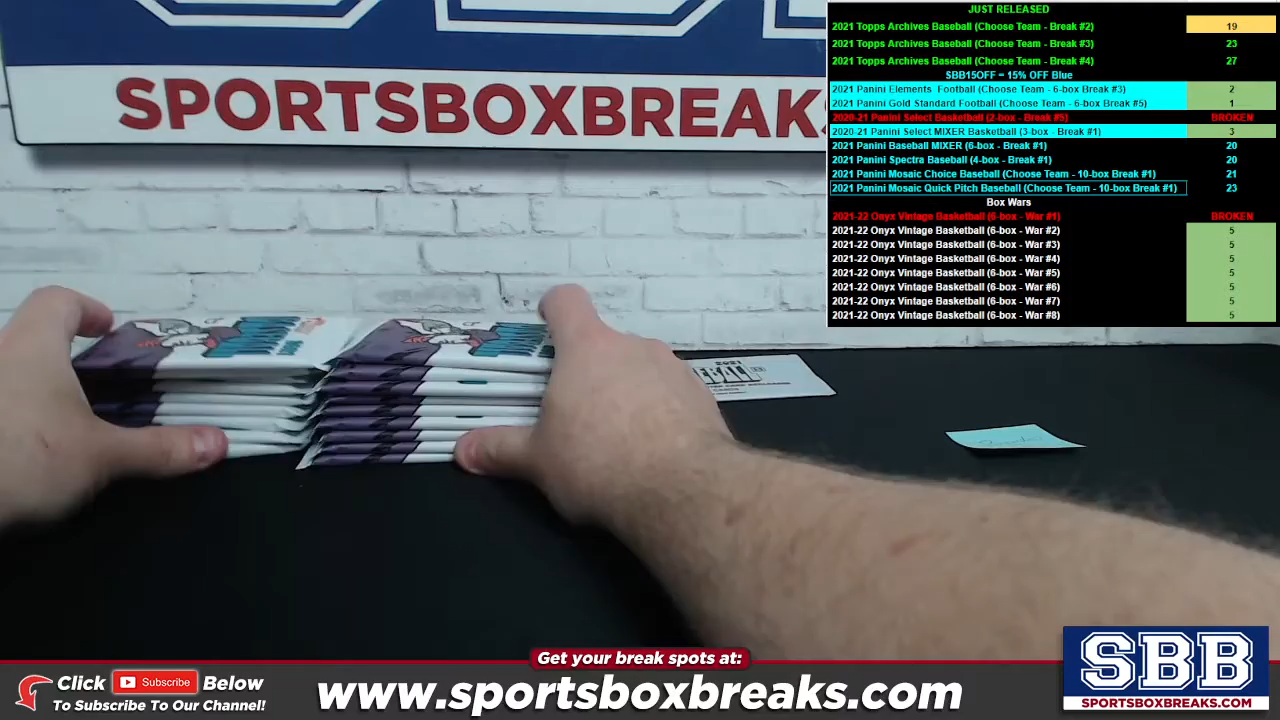 SPORTSBOXBREAKS
JUST RELEASED
2021 Topps Archives Baseball (Choose Team - Break #2) 19
2021 Topps Archives Baseball (Choose Team - Break #3) 23
2021 Topps Archives Baseball (Choose Team - Break #4) 27
SBB15OFF = 15% OFF Blue
2021 Panini Elements Football (Choose Team - 6-box Break #3) 2
2021 Panini Gold Standard Football (Choose Team - 6-box Break #5) 1
2020-21 Panini Select Basketball (2-box - Break #5) BROKEN
2020-21 Panini Select MIXER Basketball (3-box - Break #1) 3
2021 Panini Baseball MIXER (6-box - Break #1) 20
2021 Panini Spectra Baseball (4-box - Break #1) 20
2021 Panini Mosaic Choice Baseball (Choose Team - 10-box Break #1) 21
2021 Panini Mosaic Quick Pitch Baseball (Choose Team - 10-box Break #1) 23
Box Wars
2021-22 Onyx Vintage Basketball (6-box - War #1) BROKEN
2021-22 Onyx Vintage Basketball (6-box - War #2) 5
2021-22 Onyx Vintage Basketball (6-box - War #3) 5
2021-22 Onyx Vintage Basketball (6-box - War #4) 5
2021-22 Onyx Vintage Basketball (6-box - War #5) 5
2021-22 Onyx Vintage Basketball (6-box - War #6) 5
2021-22 Onyx Vintage Basketball (6-box - War #7) 5
2021-22 Onyx Vintage Basketball (6-box - War #8) 5
2021
Get your break spots at:
Click Subscribe Below
To Subscribe To Our Channel!
www.sportsboxbreaks.com
SBB
SPORTSBOXBREAKS.COM